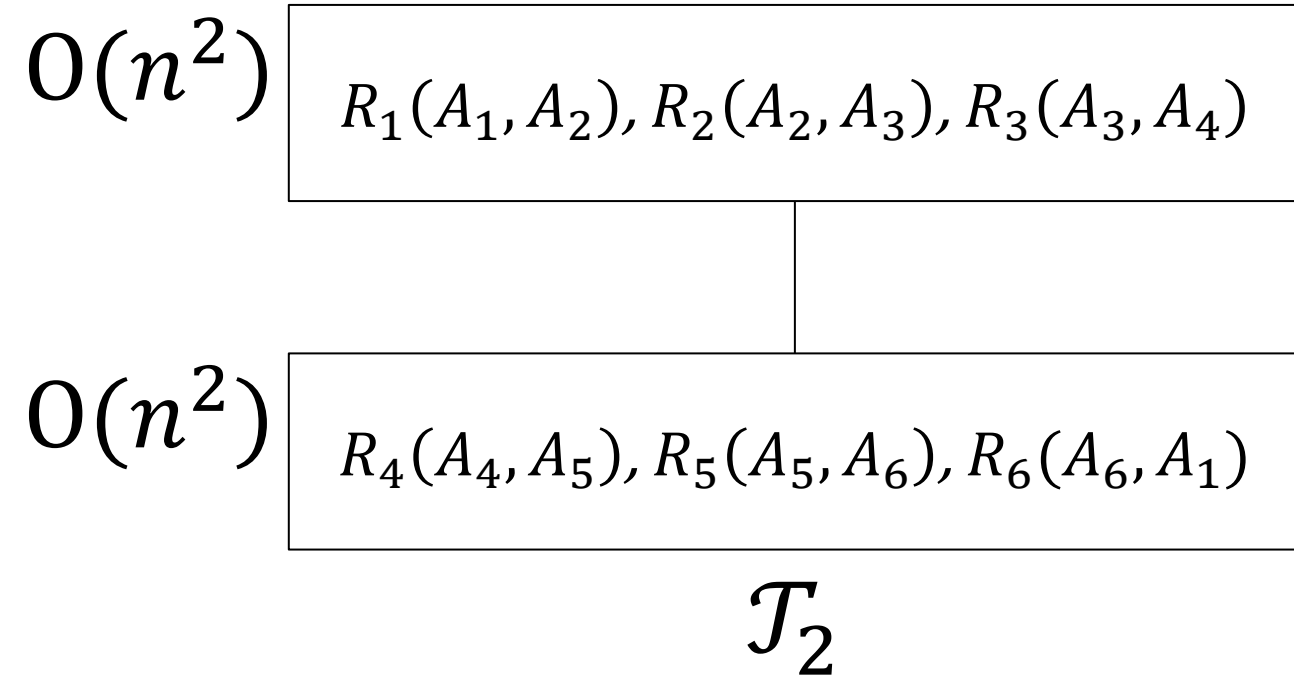 O(n²) R₁(A₁, A₂), R₂(A₂, A₃), R₃(A₃, A₄)
O(n²) R₄(A₄, A₅), R₅(A₅, A₆), R₆(A₆, A₁)
𝒯₂